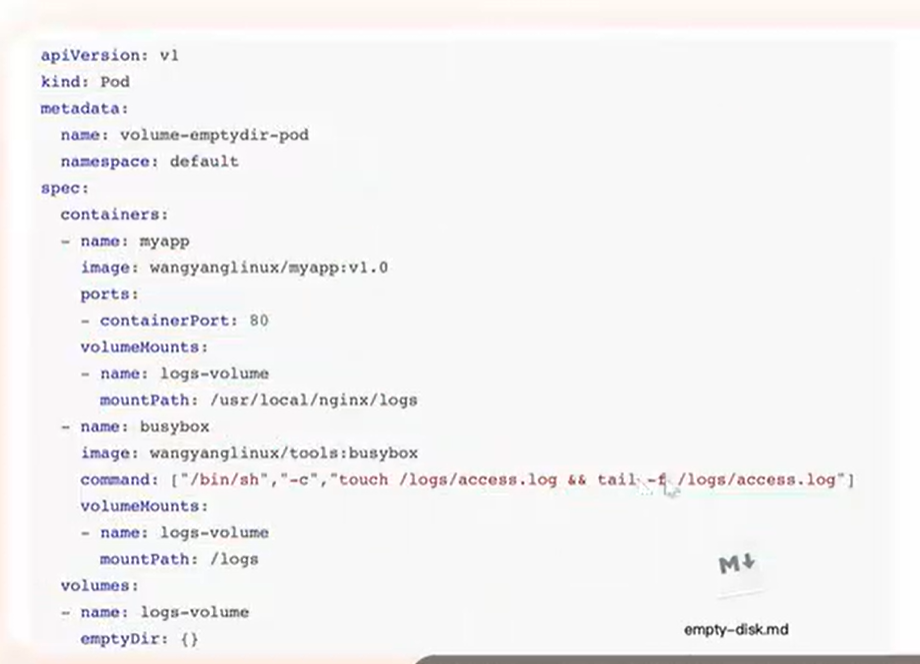 apiVersion: v1
kind: Pod
metadata:
  name: volume-emptydir-pod
  namespace: default
spec:
  containers:
  - name: myapp
    image: wangyanglinux/myapp:v1.0
    ports:
    - containerPort: 80
    volumeMounts:
    - name: logs-volume
      mountPath: /usr/local/nginx/logs
  - name: busybox
    image: wangyanglinux/tools:busybox
    command: ["/bin/sh","-c","touch /logs/access.log && tail -f /logs/access.log"]
    volumeMounts:
    - name: logs-volume
      mountPath: /logs
  volumes:
  - name: logs-volume
    emptyDir: {}
M↓
empty-disk.md